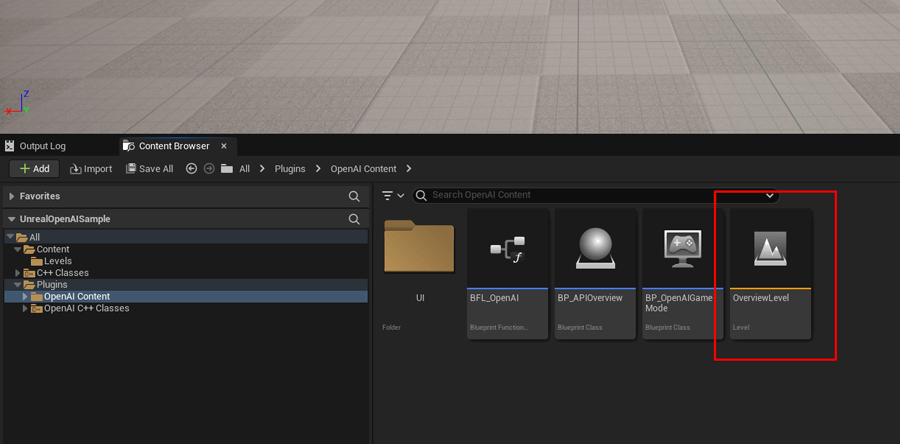 Z
X
Y
Output Log
Content Browser
Add
Import
Save All
All
Plugins
OpenAI Content
Favorites
UnrealOpenAISample
All
Content
Levels
C++ Classes
Plugins
OpenAI Content
OpenAI C++ Classes
Search OpenAI Content
UI
Folder
BFL_OpenAI
Blueprint Function...
BP_APIOverview
Blueprint Class
BP_OpenAIGame
Mode
Blueprint Class
OverviewLevel
Level